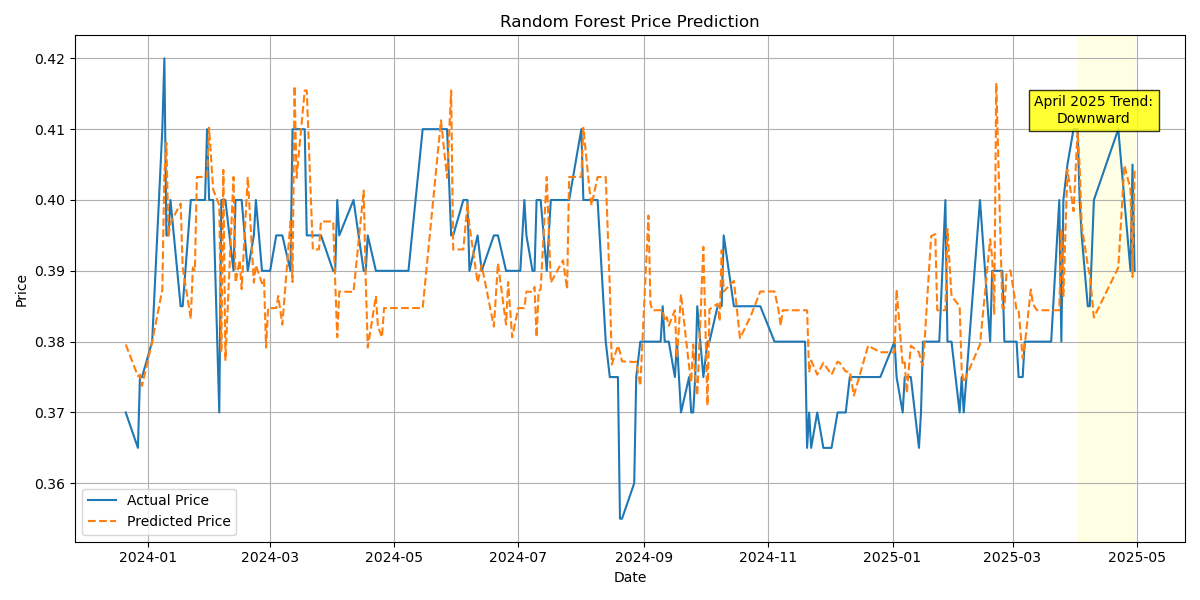 Random Forest Price Prediction
Price
0.42
0.41
0.40
0.39
0.38
0.37
0.36
April 2025 Trend:
Downward
Actual Price
Predicted Price
2024-01 2024-03 2024-05 2024-07 2024-09 2024-11 2025-01 2025-03 2025-05
Date